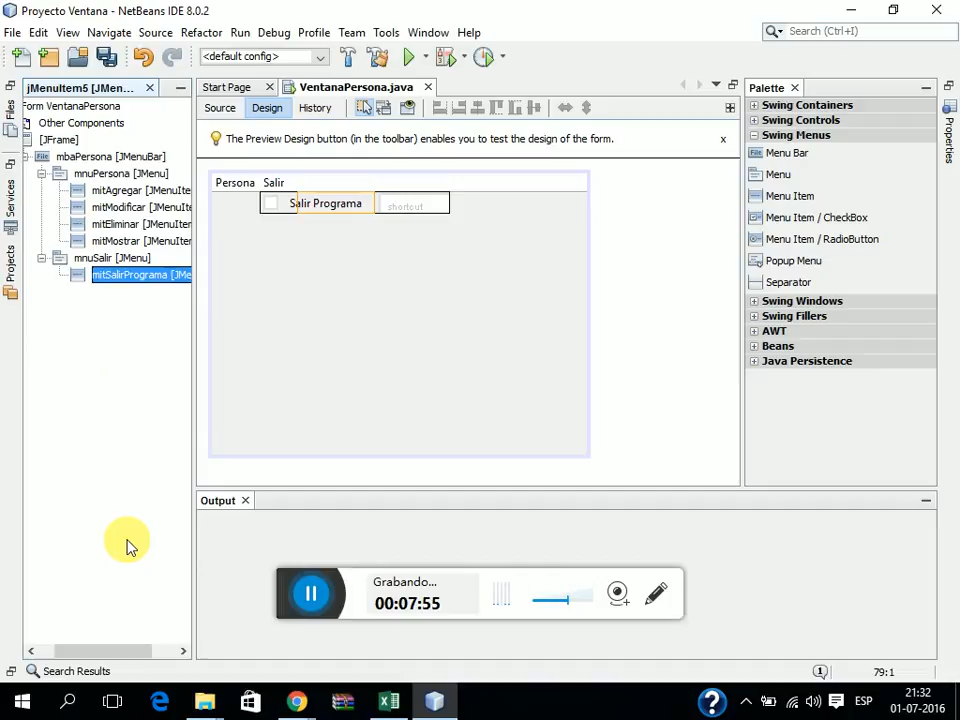 Proyecto Ventana - NetBeans IDE 8.0.2
File Edit View Navigate Source Refactor Run Debug Profile Team Tools Window Help
Search (Ctrl+I)
<default config>
jMenuItem5 [JMen...
Start Page
VentanaPersona.java
Palette
Files
Services
Projects
Properties
Form VentanaPersona
Other Components
[JFrame]
mbaPersona [JMenuBar]
mnuPersona [JMenu]
mitAgregar [JMenuIte
mitModificar [JMenuIte
mitEliminar [JMenuIter
mitMostrar [JMenuIter
mnuSalir [JMenu]
mitSalirPrograma [JMe
Source Design History
The Preview Design button (in the toolbar) enables you to test the design of the form.
x
Persona Salir
Salir Programa
shortcut
Swing Containers
Swing Controls
Swing Menus
Menu Bar
Menu
Menu Item
Menu Item / CheckBox
Menu Item / RadioButton
Popup Menu
Separator
Swing Windows
Swing Fillers
AWT
Beans
Java Persistence
Output
Grabando...
00:07:55
Search Results
1
79:1
ESP
21:32
01-07-2016